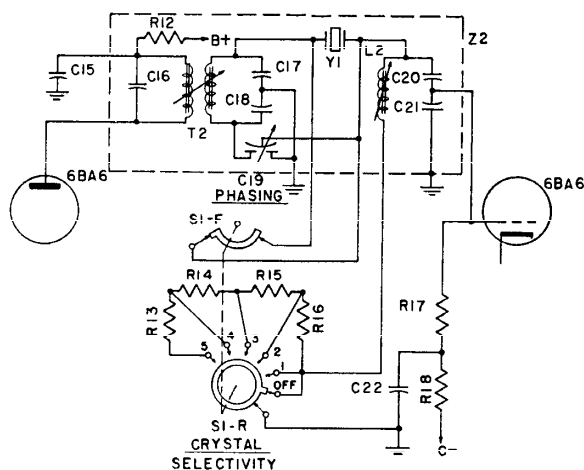 R12
B+
Z2
C15
C16
C17
Y1
L2
C20
C18
C21
T2
C19
PHASING
6BA6
6BA6
S1-F
R14
R15
R13
R16
R17
4
3
5
2
1
OFF
C22
R18
S1-R
CRYSTAL
SELECTIVITY
C-